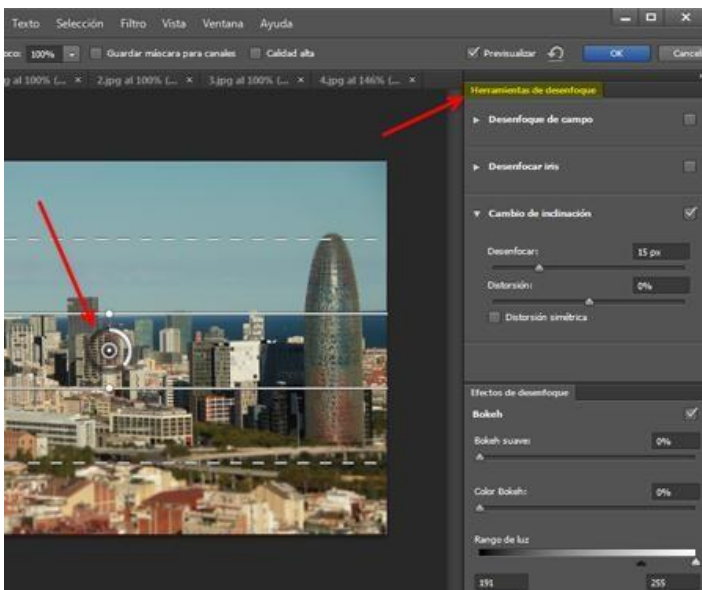 Texto Selección Filtro Vista Ventana Ayuda
oco: 100% Guardar máscara para canales Calidad alta Previsualizar OK Cancel
g al 100% (... × 2.jpg al 100% (... × 3.jpg al 100% (... × 4.jpg al 146% (... ×
Herramientas de desenfoque
Desenfoque de campo
Desenfocar iris
Cambio de inclinación
Desenfocar: 15 px
Distorsión: 0%
Distorsión simétrica
Efectos de desenfoque
Bokeh
Bokeh suave: 0%
Color Bokeh: 0%
Rango de luz
191 255